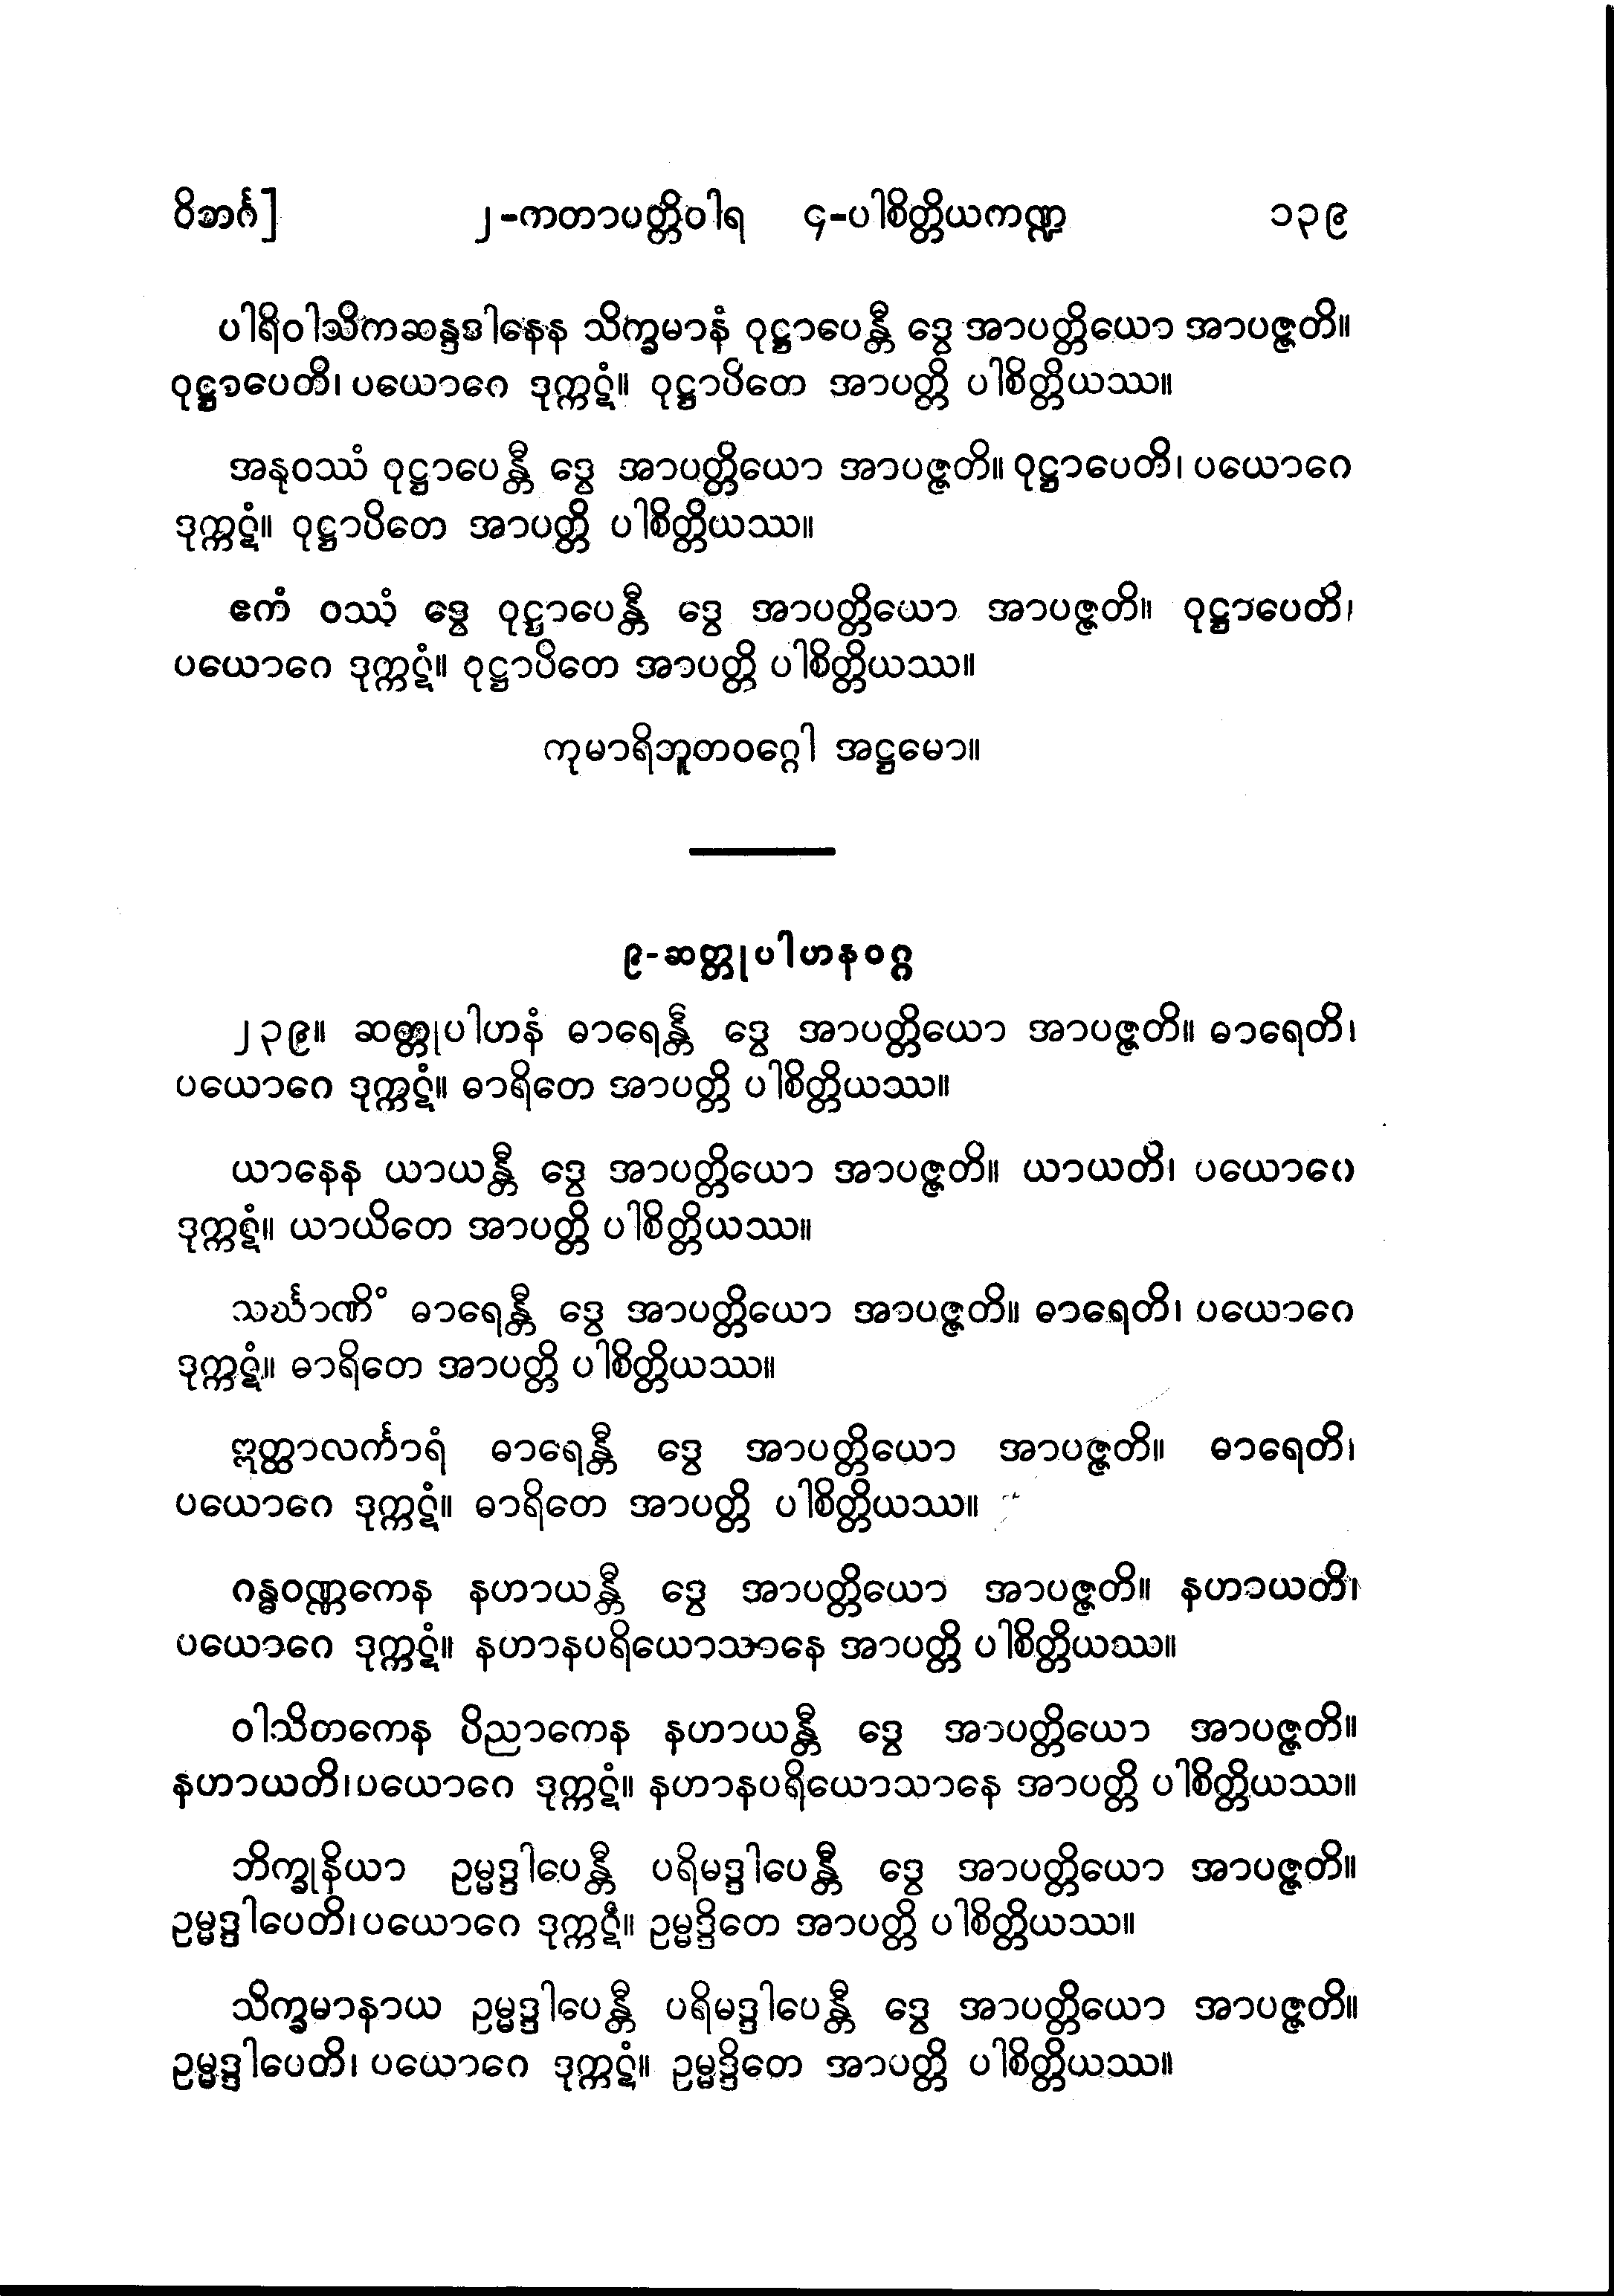 ဝိဘင်္ဂ] ၂-ကတာပတ္တိဝါရ ၄-ပါစိတ္တိယကဏ္ဍ ၁၃၉
ပါရိဝါသိကဆန္ဒဒါနေန သိက္ခမာနံ ဝုဋ္ဌာပေန္တီ ဒွေ အာပတ္တိယော အာပဇ္ဇတိ။
ဝုဋ္ဌာပေတိ၊ ပယောဂေ ဒုက္ကဋံ။ ဝုဋ္ဌာပိတေ အာပတ္တိ ပါစိတ္တိယဿ။
အနုဝဿံ ဝုဋ္ဌာပေန္တီ ဒွေ အာပတ္တိယော အာပဇ္ဇတိ။ ဝုဋ္ဌာပေတိ၊ ပယောဂေ
ဒုက္ကဋံ။ ဝုဋ္ဌာပိတေ အာပတ္တိ ပါစိတ္တိယဿ။
ဧကံ ဝဿံ ဒွေ ဝုဋ္ဌာပေန္တီ ဒွေ အာပတ္တိယော အာပဇ္ဇတိ။ ဝုဋ္ဌာပေတိ၊
ပယောဂေ ဒုက္ကဋံ။ ဝုဋ္ဌာပိတေ အာပတ္တိ ပါစိတ္တိယဿ။
ကုမာရိဘူတဝဂ္ဂေါ အဋ္ဌမော။
၉-ဆတ္တုပါဟနဝဂ္ဂ
၂၃၉။ ဆတ္တုပါဟနံ ဓာရေန္တီ ဒွေ အာပတ္တိယော အာပဇ္ဇတိ။ ဓာရေတိ၊
ပယောဂေ ဒုက္ကဋံ။ ဓာရိတေ အာပတ္တိ ပါစိတ္တိယဿ။
ယာနေန ယာယန္တီ ဒွေ အာပတ္တိယော အာပဇ္ဇတိ။ ယာယတိ၊ ပယောဂေ
ဒုက္ကဋံ။ ယာယိတေ အာပတ္တိ ပါစိတ္တိယဿ။
သင်္ဃာဏိံ ဓာရေန္တီ ဒွေ အာပတ္တိယော အာပဇ္ဇတိ။ ဓာရေတိ၊ ပယောဂေ
ဒုက္ကဋံ။ ဓာရိတေ အာပတ္တိ ပါစိတ္တိယဿ။
ဣတ္ထာလင်္ကာရံ ဓာရေန္တီ ဒွေ အာပတ္တိယော အာပဇ္ဇတိ။ ဓာရေတိ၊
ပယောဂေ ဒုက္ကဋံ။ ဓာရိတေ အာပတ္တိ ပါစိတ္တိယဿ။
ဂန္ဓဝဏ္ဏကေန နဟာယန္တီ ဒွေ အာပတ္တိယော အာပဇ္ဇတိ။ နဟာယတိ၊
ပယောဂေ ဒုက္ကဋံ။ နဟာနပရိယောသာနေ အာပတ္တိ ပါစိတ္တိယဿ။
ဝါသိတကေန ပိညာကေန နဟာယန္တီ ဒွေ အာပတ္တိယော အာပဇ္ဇတိ။
နဟာယတိ၊ပယောဂေ ဒုက္ကဋံ။ နဟာနပရိယောသာနေ အာပတ္တိ ပါစိတ္တိယဿ။
ဘိက္ခုနိယာ ဥမ္မဒ္ဒါပေန္တီ ပရိမဒ္ဒါပေန္တီ ဒွေ အာပတ္တိယော အာပဇ္ဇတိ။
ဥမ္မဒ္ဒါပေတိ၊ပယောဂေ ဒုက္ကဋံ။ ဥမ္မဒ္ဒိတေ အာပတ္တိ ပါစိတ္တိယဿ။
သိက္ခမာနာယ ဥမ္မဒ္ဒါပေန္တီ ပရိမဒ္ဒါပေန္တီ ဒွေ အာပတ္တိယော အာပဇ္ဇတိ။
ဥမ္မဒ္ဒါပေတိ၊ ပယောဂေ ဒုက္ကဋံ။ ဥမ္မဒ္ဒိတေ အာပတ္တိ ပါစိတ္တိယဿ။